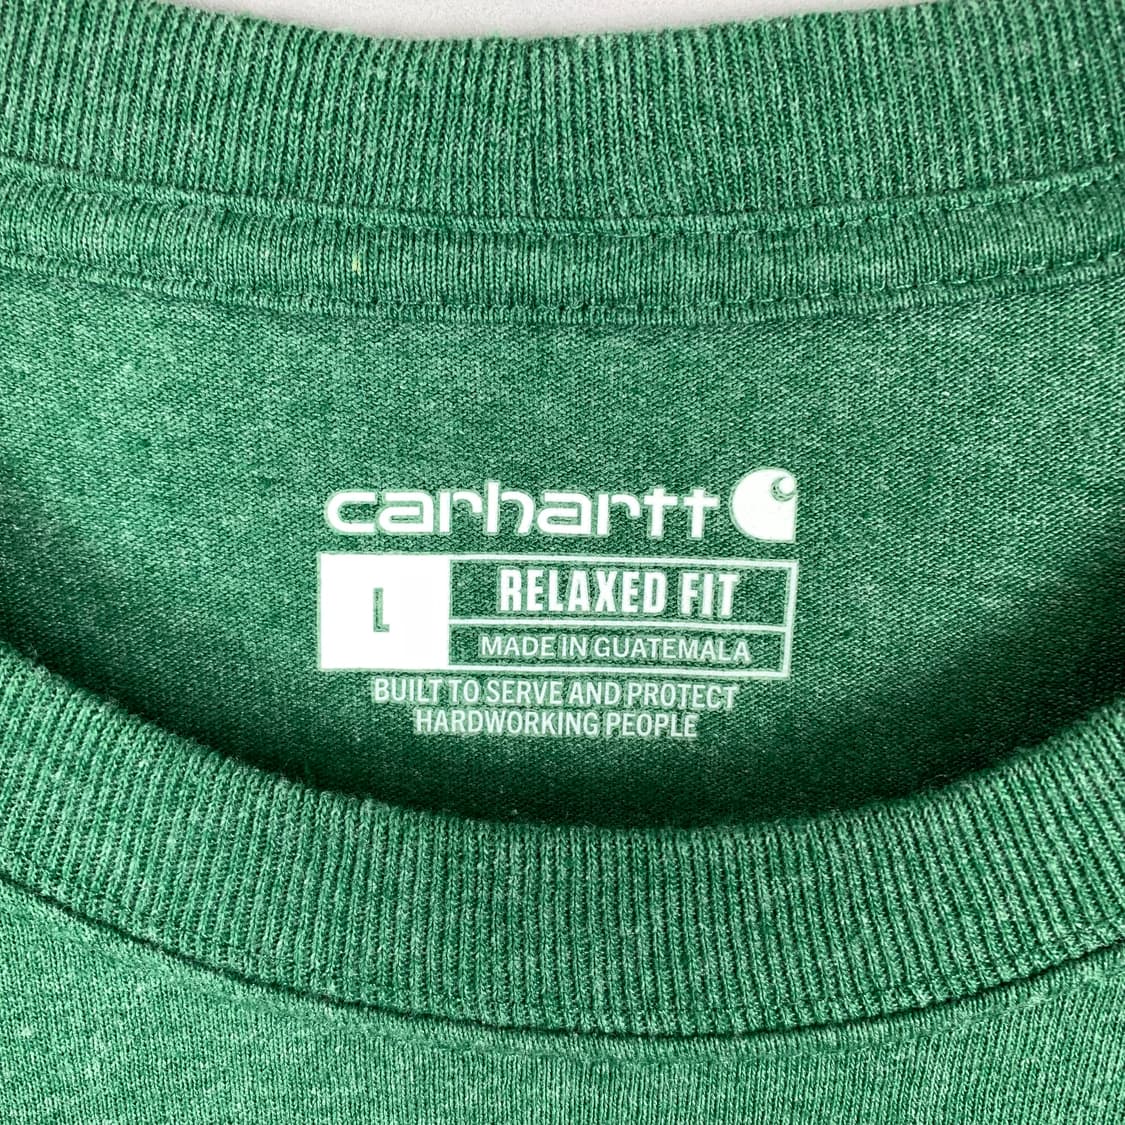 carhartt
L
RELAXED FIT
MADE IN GUATEMALA
BUILT TO SERVE AND PROTECT
HARDWORKING PEOPLE